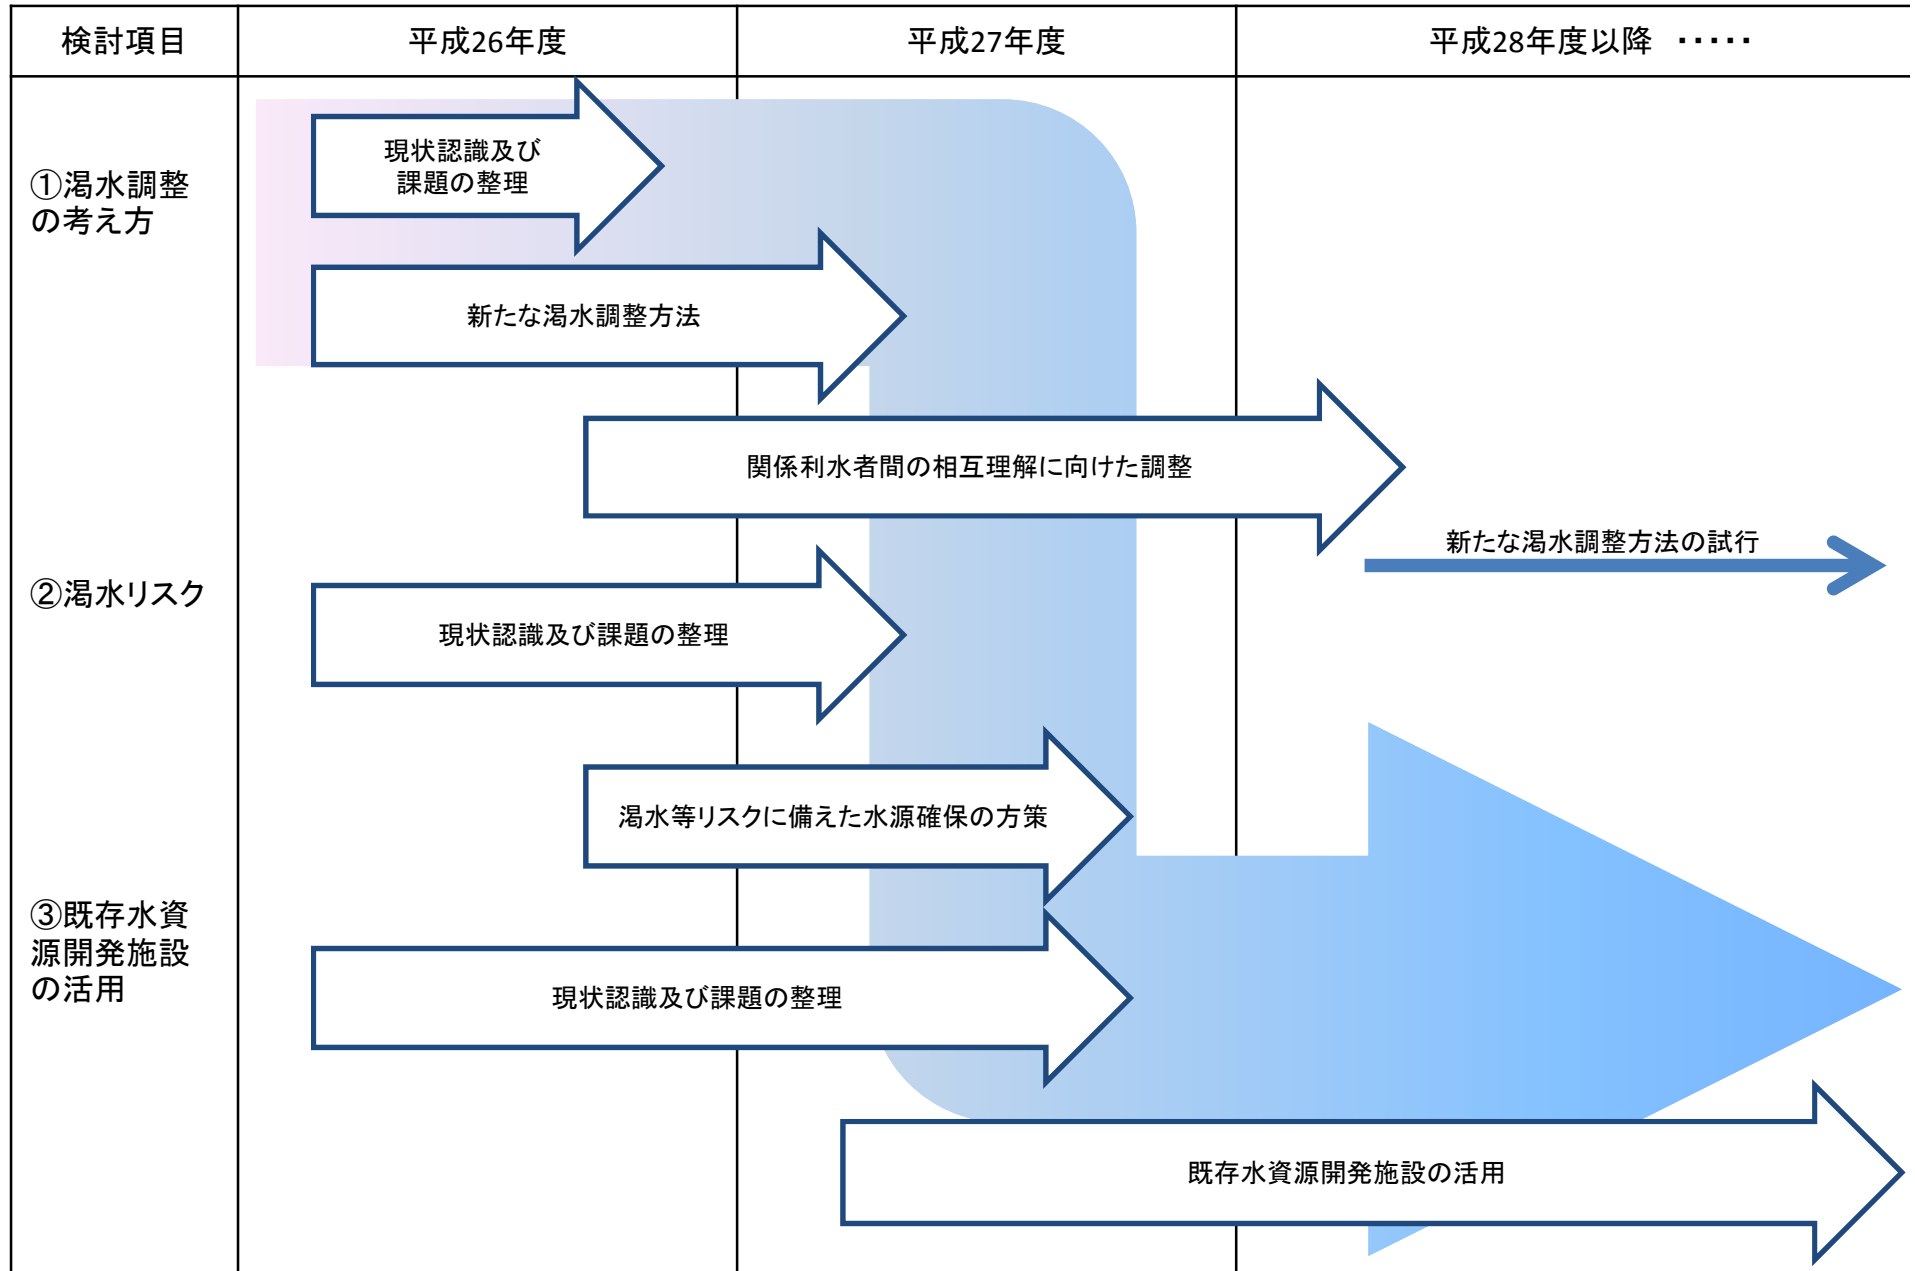 検討項目
平成26年度
平成27年度
平成28年度以降 ・・・・・
①渇水調整
の考え方
現状認識及び
課題の整理
新たな渇水調整方法
関係利水者間の相互理解に向けた調整
新たな渇水調整方法の試行
②渇水リスク
現状認識及び課題の整理
渇水等リスクに備えた水源確保の方策
③既存水資
源開発施設
の活用
現状認識及び課題の整理
既存水資源開発施設の活用